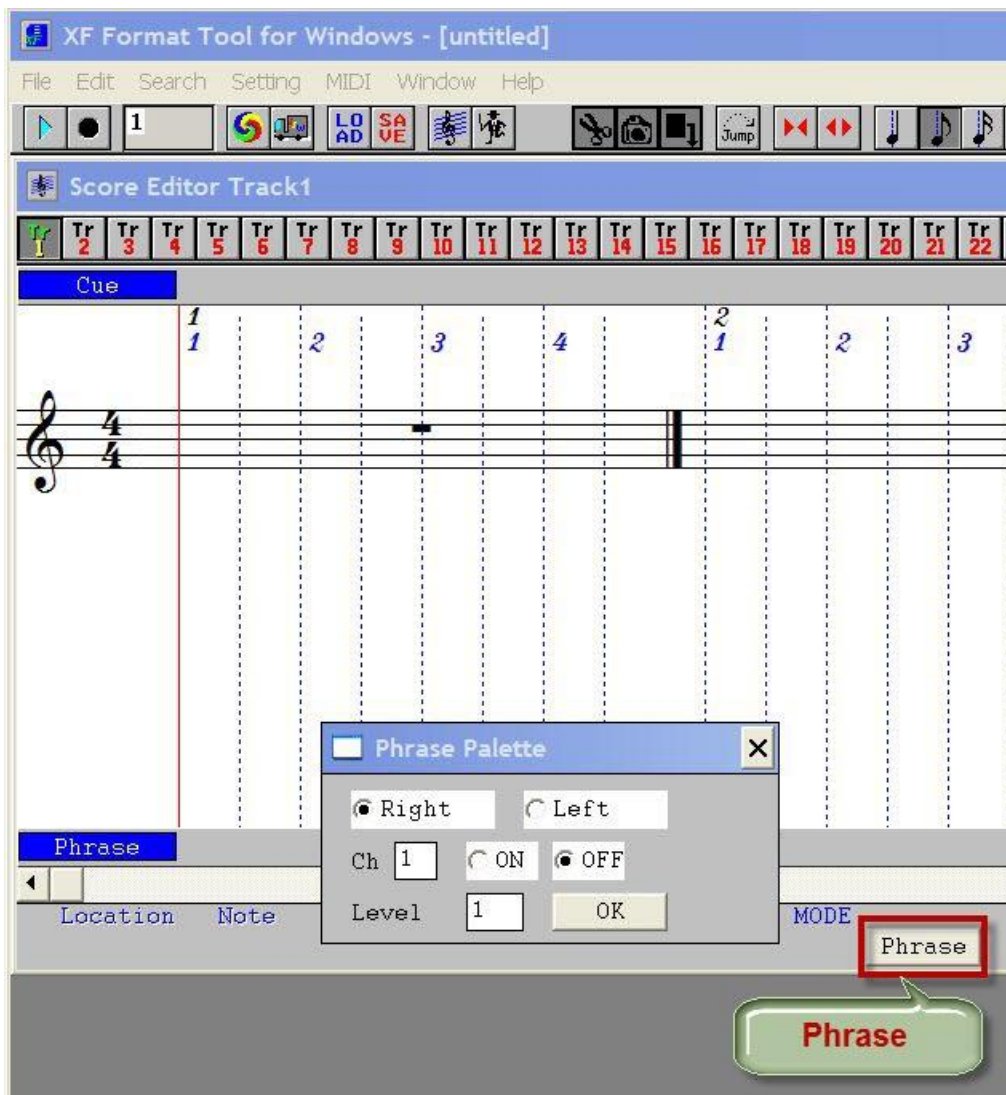 XF Format Tool for Windows - [untitled]
File Edit Search Setting MIDI Window Help
1 LO AD SA VE Jump
Score Editor Track1
Tr 1 Tr 2 Tr 3 Tr 4 Tr 5 Tr 6 Tr 7 Tr 8 Tr 9 Tr 10 Tr 11 Tr 12 Tr 13 Tr 14 Tr 15 Tr 16 Tr 17 Tr 18 Tr 19 Tr 20 Tr 21 Tr 22
Cue
1 2
1 2 3 4 1 2 3
4
4
Phrase Palette
Right Left
Phrase
Ch 1 ON OFF
Level 1 OK
Location Note MODE
Phrase
Phrase